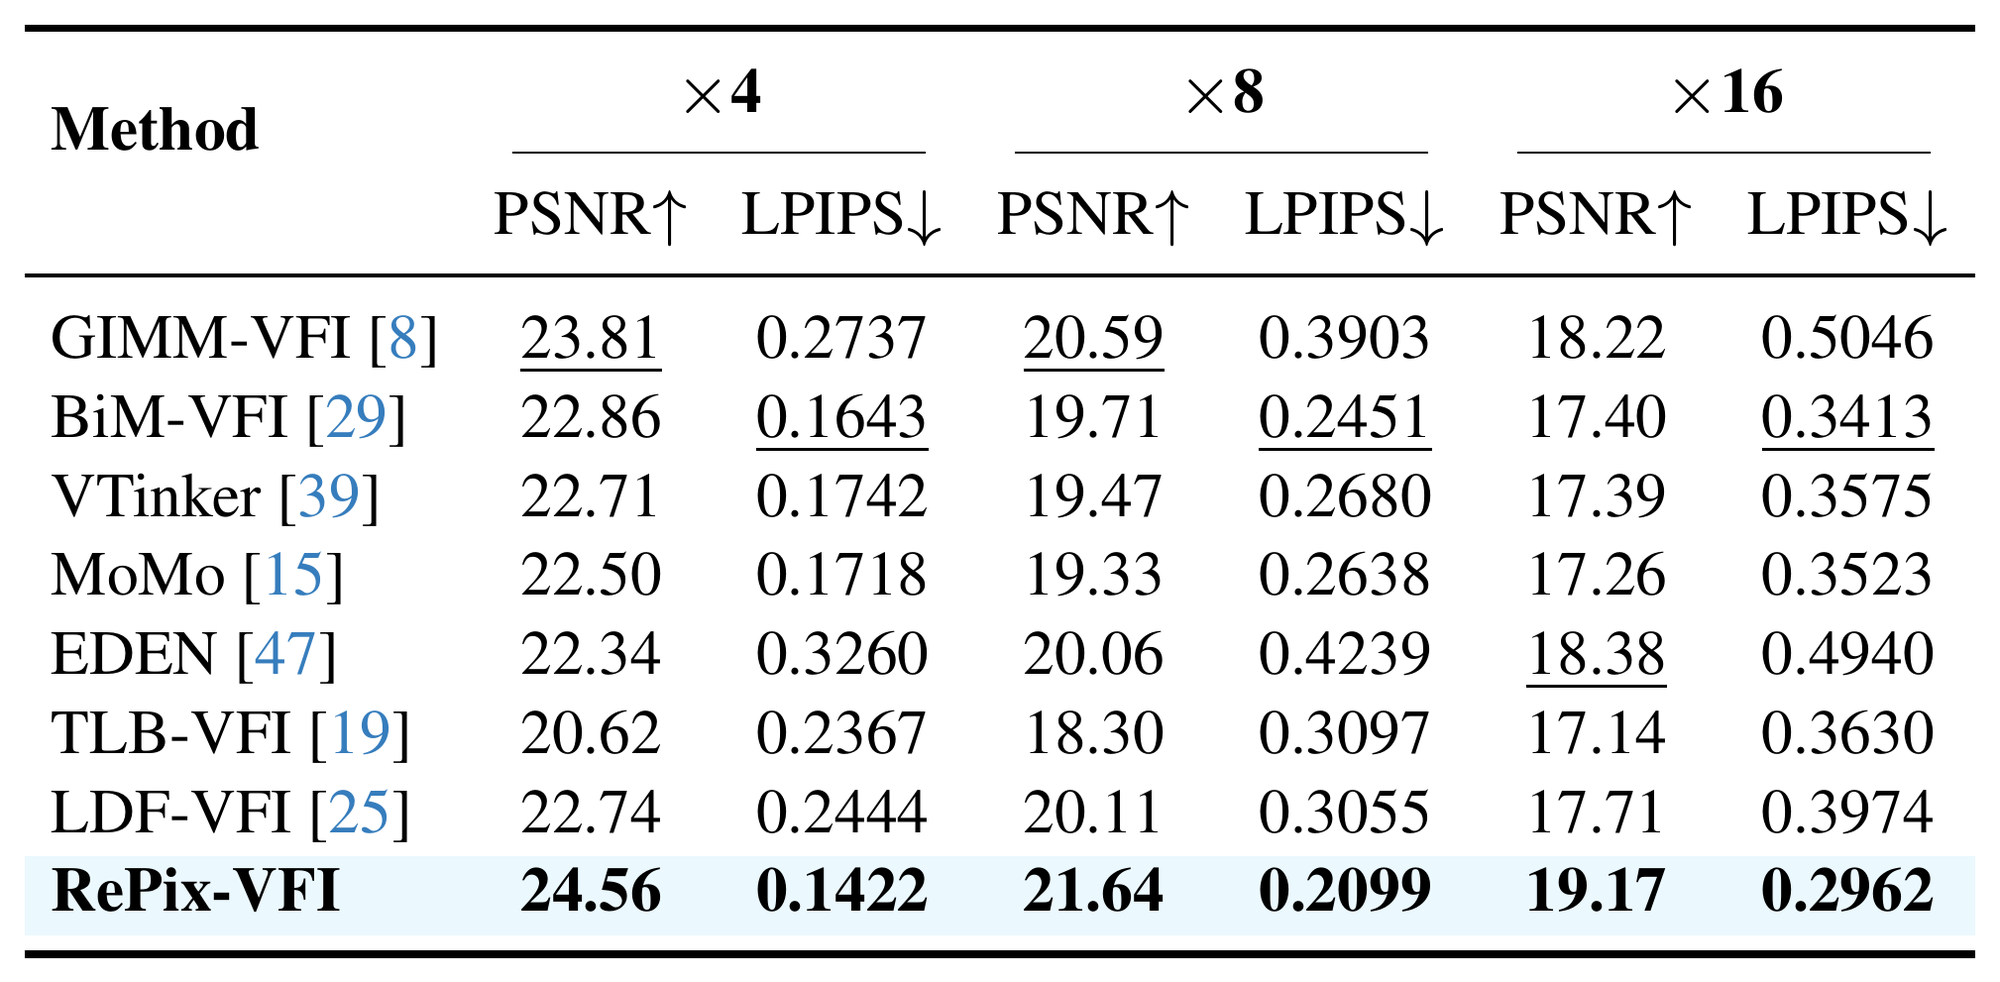 Method ×4 ×8 ×16
PSNR↑ LPIPS↓ PSNR↑ LPIPS↓ PSNR↑ LPIPS↓
GIMM-VFI [8] 23.81 0.2737 20.59 0.3903 18.22 0.5046
BiM-VFI [29] 22.86 0.1643 19.71 0.2451 17.40 0.3413
VTinker [39] 22.71 0.1742 19.47 0.2680 17.39 0.3575
MoMo [15] 22.50 0.1718 19.33 0.2638 17.26 0.3523
EDEN [47] 22.34 0.3260 20.06 0.4239 18.38 0.4940
TLB-VFI [19] 20.62 0.2367 18.30 0.3097 17.14 0.3630
LDF-VFI [25] 22.74 0.2444 20.11 0.3055 17.71 0.3974
RePix-VFI 24.56 0.1422 21.64 0.2099 19.17 0.2962